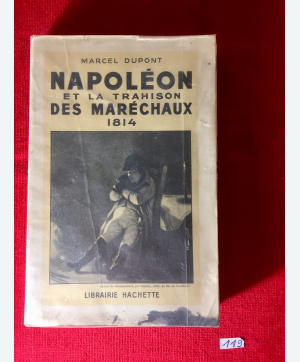 MARCEL DUPONT
NAPOLÉON
ET LA TRAHISON
DES MARÉCHAUX
1814
LIBRAIRIE HACHETTE
119